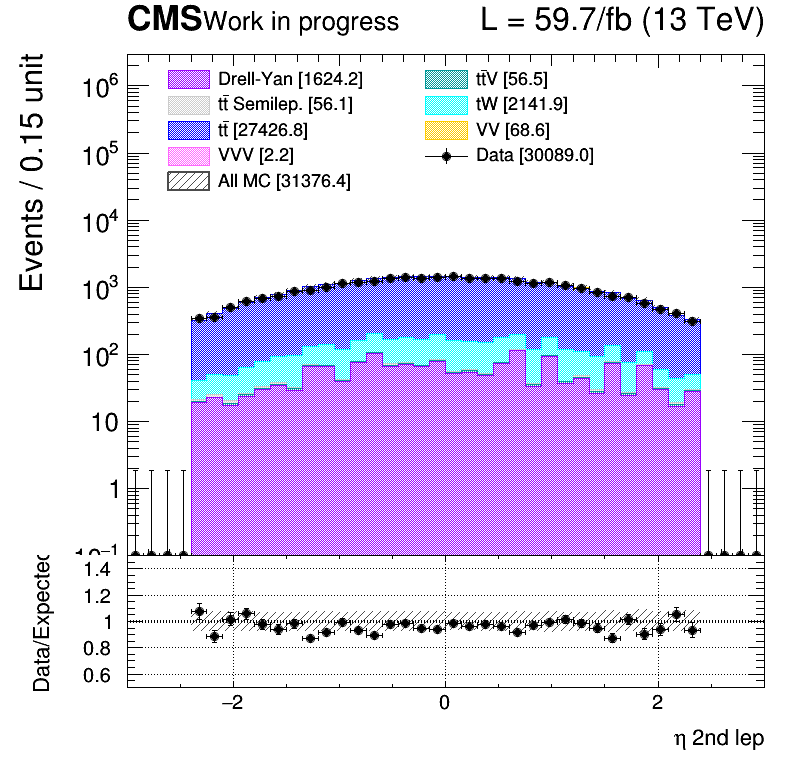 CMS Work in progress L = 59.7/fb (13 TeV)
Events / 0.15 unit
Drell-Yan [1624.2] tt̄V [56.5]
tt̄ Semilep. [56.1] tW [2141.9]
tt̄ [27426.8] VV [68.6]
VVV [2.2] Data [30089.0]
All MC [31376.4]
10⁶
10⁵
10⁴
10³
10²
10
1
10⁻¹
Data/Expected
1.4
1.2
1
0.8
0.6
−2 0 2
η 2nd lep